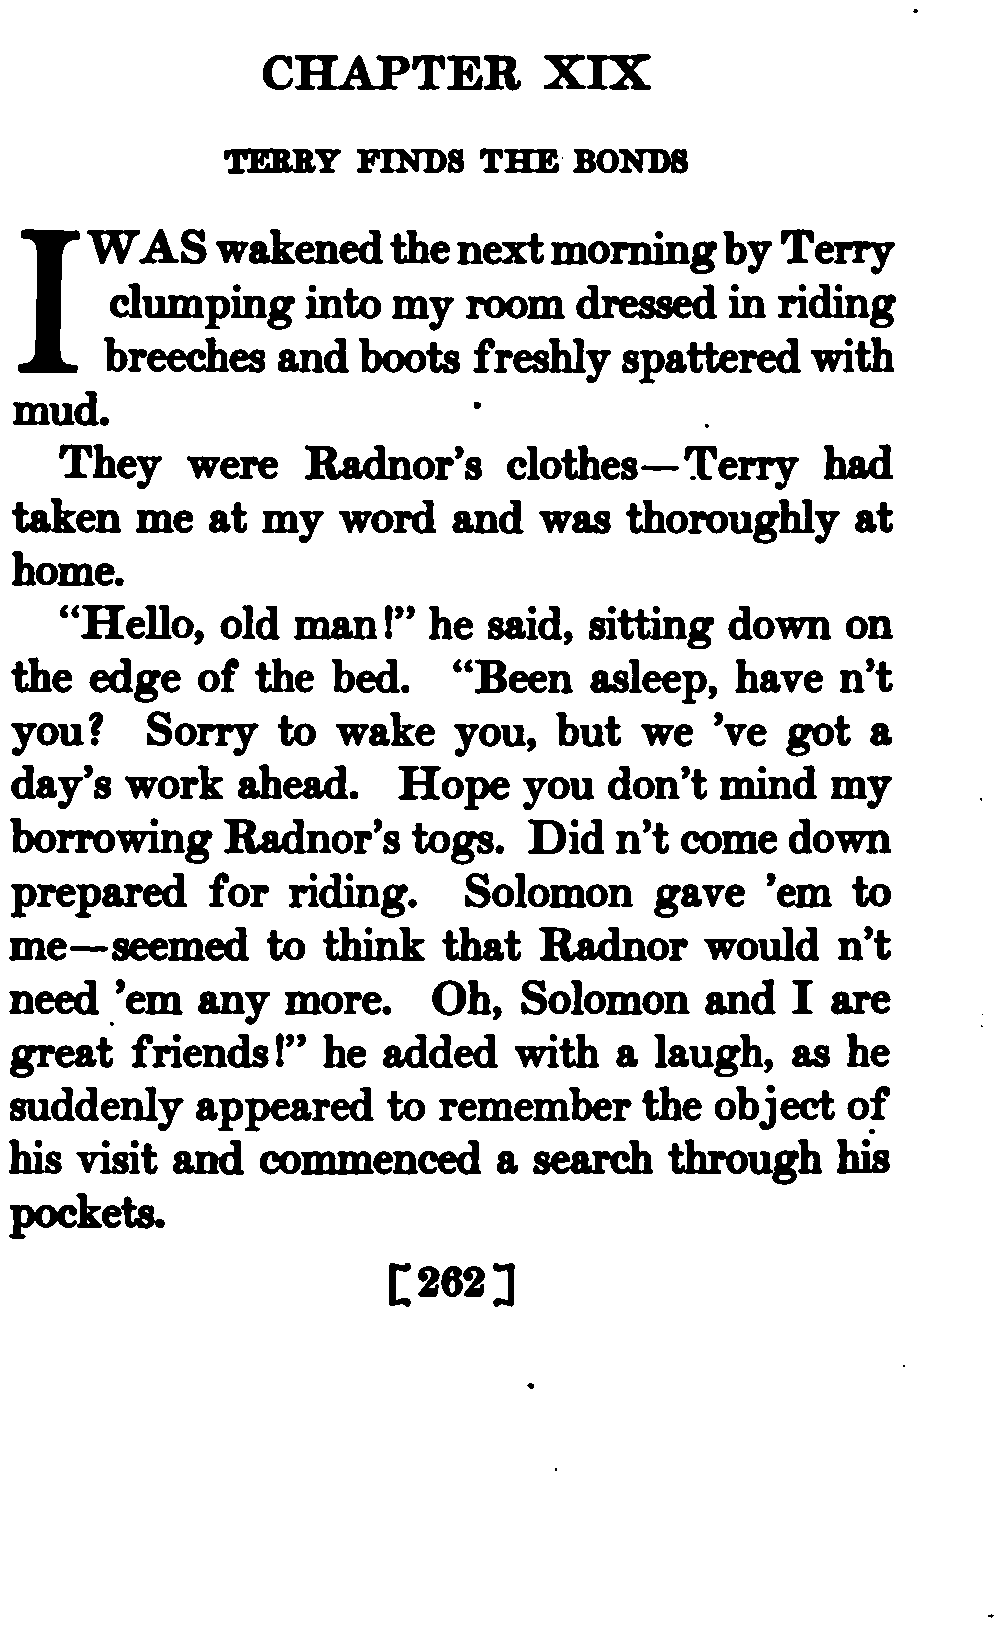 CHAPTER XIX
TERRY FINDS THE BONDS
I WAS wakened the next morning by Terry
clumping into my room dressed in riding
breeches and boots freshly spattered with
mud.
They were Radnor's clothes—Terry had
taken me at my word and was thoroughly at
home.
“Hello, old man!” he said, sitting down on
the edge of the bed. “Been asleep, have n't
you? Sorry to wake you, but we 've got a
day's work ahead. Hope you don't mind my
borrowing Radnor's togs. Did n't come down
prepared for riding. Solomon gave 'em to
me—seemed to think that Radnor would n't
need 'em any more. Oh, Solomon and I are
great friends!” he added with a laugh, as he
suddenly appeared to remember the object of
his visit and commenced a search through his
pockets.
[262]